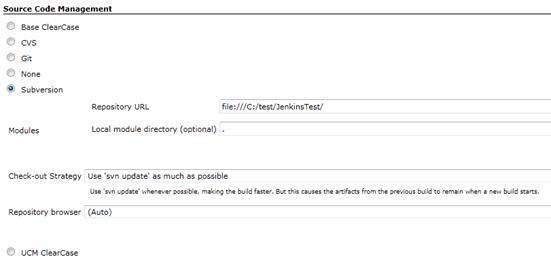 Source Code Management
Base ClearCase
CVS
Git
None
Subversion
Repository URL file:///C:/test/JenkinsTest/
Modules Local module directory (optional) .
Check-out Strategy Use 'svn update' as much as possible
Use 'svn update' whenever possible, making the build faster. But this causes the artifacts from the previous build to remain when a new build starts.
Repository browser (Auto)
UCM ClearCase